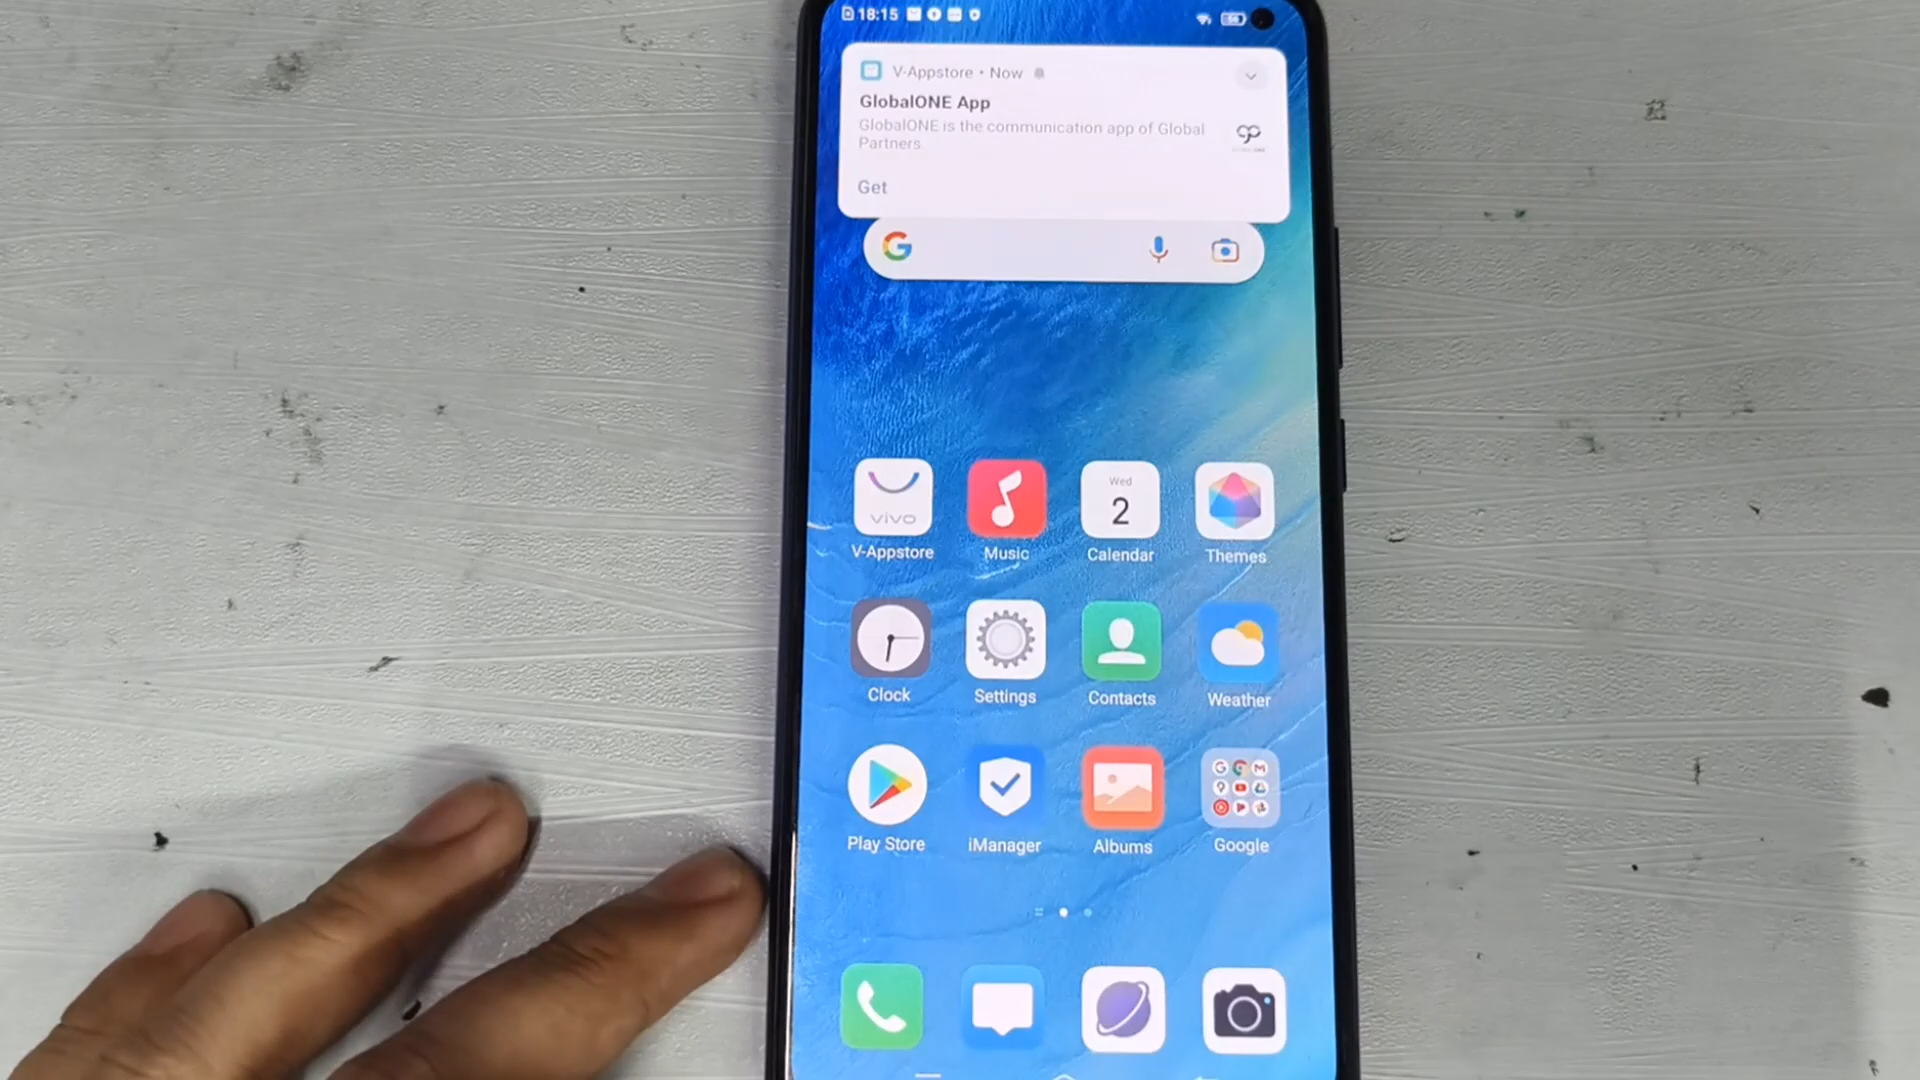 18:15
V-Appstore • Now
GlobalONE App
GlobalONE is the communication app of Global
Partners
Get
vivo
Wed
2
V-Appstore Music Calendar Themes
Clock Settings Contacts Weather
Play Store iManager Albums Google